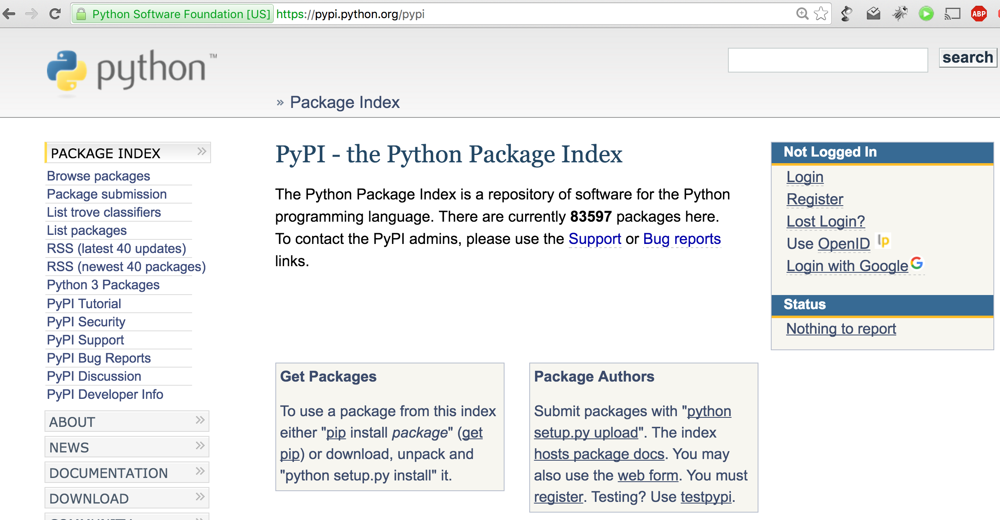 Python Software Foundation [US] https://pypi.python.org/pypi
ABP
python™
search
» Package Index
PACKAGE INDEX »
Browse packages
Package submission
List trove classifiers
List packages
RSS (latest 40 updates)
RSS (newest 40 packages)
Python 3 Packages
PyPI Tutorial
PyPI Security
PyPI Support
PyPI Bug Reports
PyPI Discussion
PyPI Developer Info
ABOUT »
NEWS »
DOCUMENTATION »
DOWNLOAD »
PyPI - the Python Package Index
The Python Package Index is a repository of software for the Python
programming language. There are currently 83597 packages here.
To contact the PyPI admins, please use the Support or Bug reports
links.
Get Packages
To use a package from this index
either "pip install package" (get
pip) or download, unpack and
"python setup.py install" it.
Package Authors
Submit packages with "python
setup.py upload". The index
hosts package docs. You may
also use the web form. You must
register. Testing? Use testpypi.
Not Logged In
Login
Register
Lost Login?
Use OpenID lp
Login with Google G
Status
Nothing to report